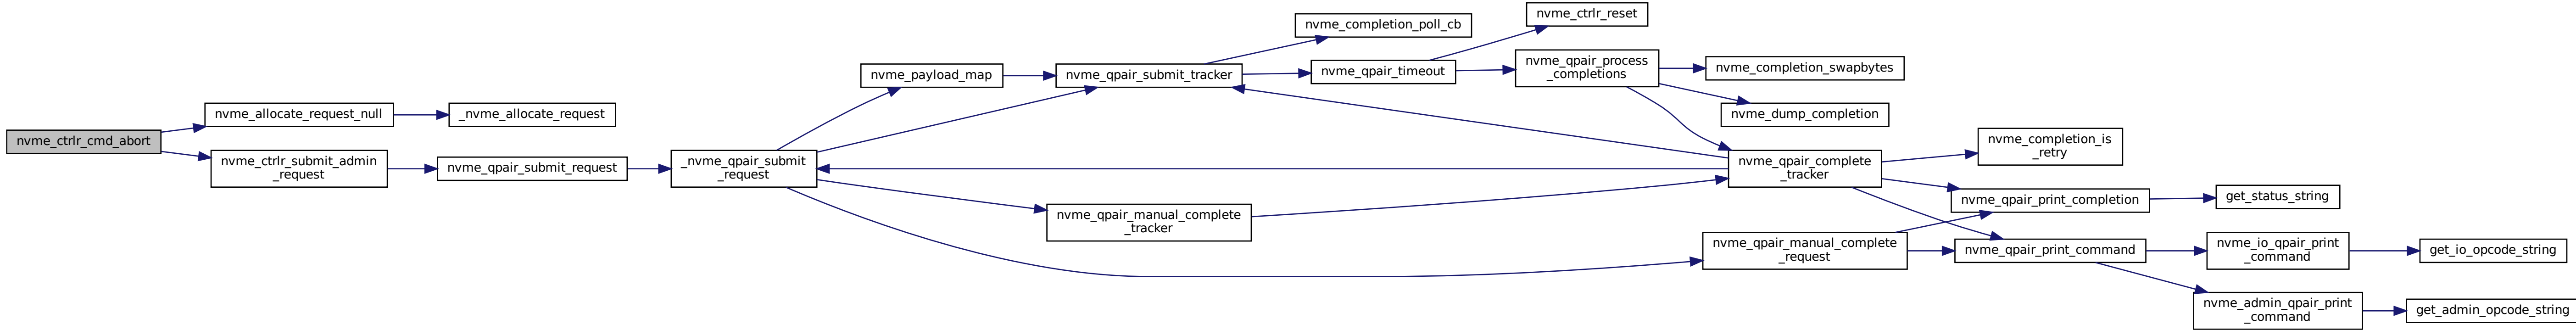 nvme_ctrlr_cmd_abort
nvme_allocate_request_null
_nvme_allocate_request
nvme_ctrlr_submit_admin
_request
nvme_qpair_submit_request
_nvme_qpair_submit
_request
nvme_payload_map
nvme_qpair_submit_tracker
nvme_qpair_manual_complete
_tracker
nvme_completion_poll_cb
nvme_qpair_timeout
nvme_ctrlr_reset
nvme_qpair_process
_completions
nvme_completion_swapbytes
nvme_dump_completion
nvme_qpair_complete
_tracker
nvme_qpair_manual_complete
_request
nvme_completion_is
_retry
nvme_qpair_print_completion
nvme_qpair_print_command
get_status_string
nvme_io_qpair_print
_command
nvme_admin_qpair_print
_command
get_io_opcode_string
get_admin_opcode_string